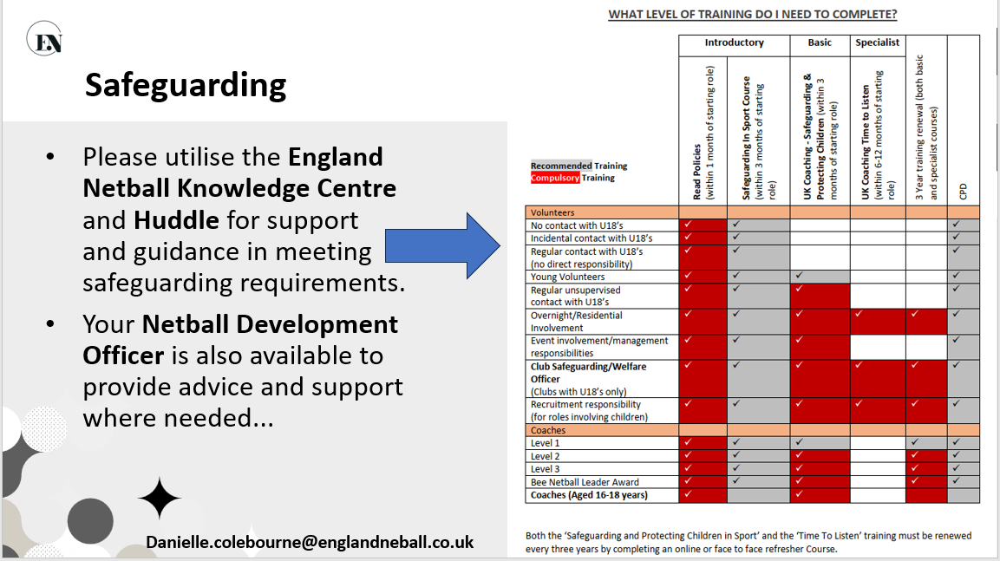 EN
Safeguarding
• Please utilise the England
Netball Knowledge Centre
and Huddle for support
and guidance in meeting
safeguarding requirements.
• Your Netball Development
Officer is also available to
provide advice and support
where needed...
Danielle.colebourne@englandneball.co.uk
WHAT LEVEL OF TRAINING DO I NEED TO COMPLETE?
Introductory Basic Specialist
Read Policies
(within 1 month of starting role)
Safeguarding In Sport Course
(within 3 months of starting
role)
UK Coaching - Safeguarding &
Protecting Children (within 3
months of starting role)
UK Coaching Time to Listen
(within 6-12 months of starting
role)
3 Year training renewal (both basic
and specialist courses)
CPD
Recommended Training
Compulsory Training
Volunteers
No contact with U18's ✓ ✓ ✓
Incidental contact with U18's ✓ ✓ ✓
Regular contact with U18's ✓ ✓ ✓
(no direct responsibility)
Young Volunteers ✓ ✓ ✓ ✓
Regular unsupervised ✓ ✓ ✓ ✓
contact with U18's
Overnight/Residential ✓ ✓ ✓ ✓ ✓ ✓
Involvement
Event involvement/management ✓ ✓ ✓ ✓
responsibilities
Club Safeguarding/Welfare ✓ ✓ ✓ ✓ ✓ ✓
Officer
(Clubs with U18's only)
Recruitment responsibility ✓ ✓ ✓ ✓ ✓ ✓
(for roles involving children)
Coaches
Level 1 ✓ ✓ ✓ ✓ ✓
Level 2 ✓ ✓ ✓ ✓ ✓
Level 3 ✓ ✓ ✓ ✓ ✓
Bee Netball Leader Award ✓ ✓ ✓ ✓ ✓
Coaches (Aged 16-18 years) ✓ ✓
Both the 'Safeguarding and Protecting Children in Sport' and the 'Time To Listen' training must be renewed
every three years by completing an online or face to face refresher Course.